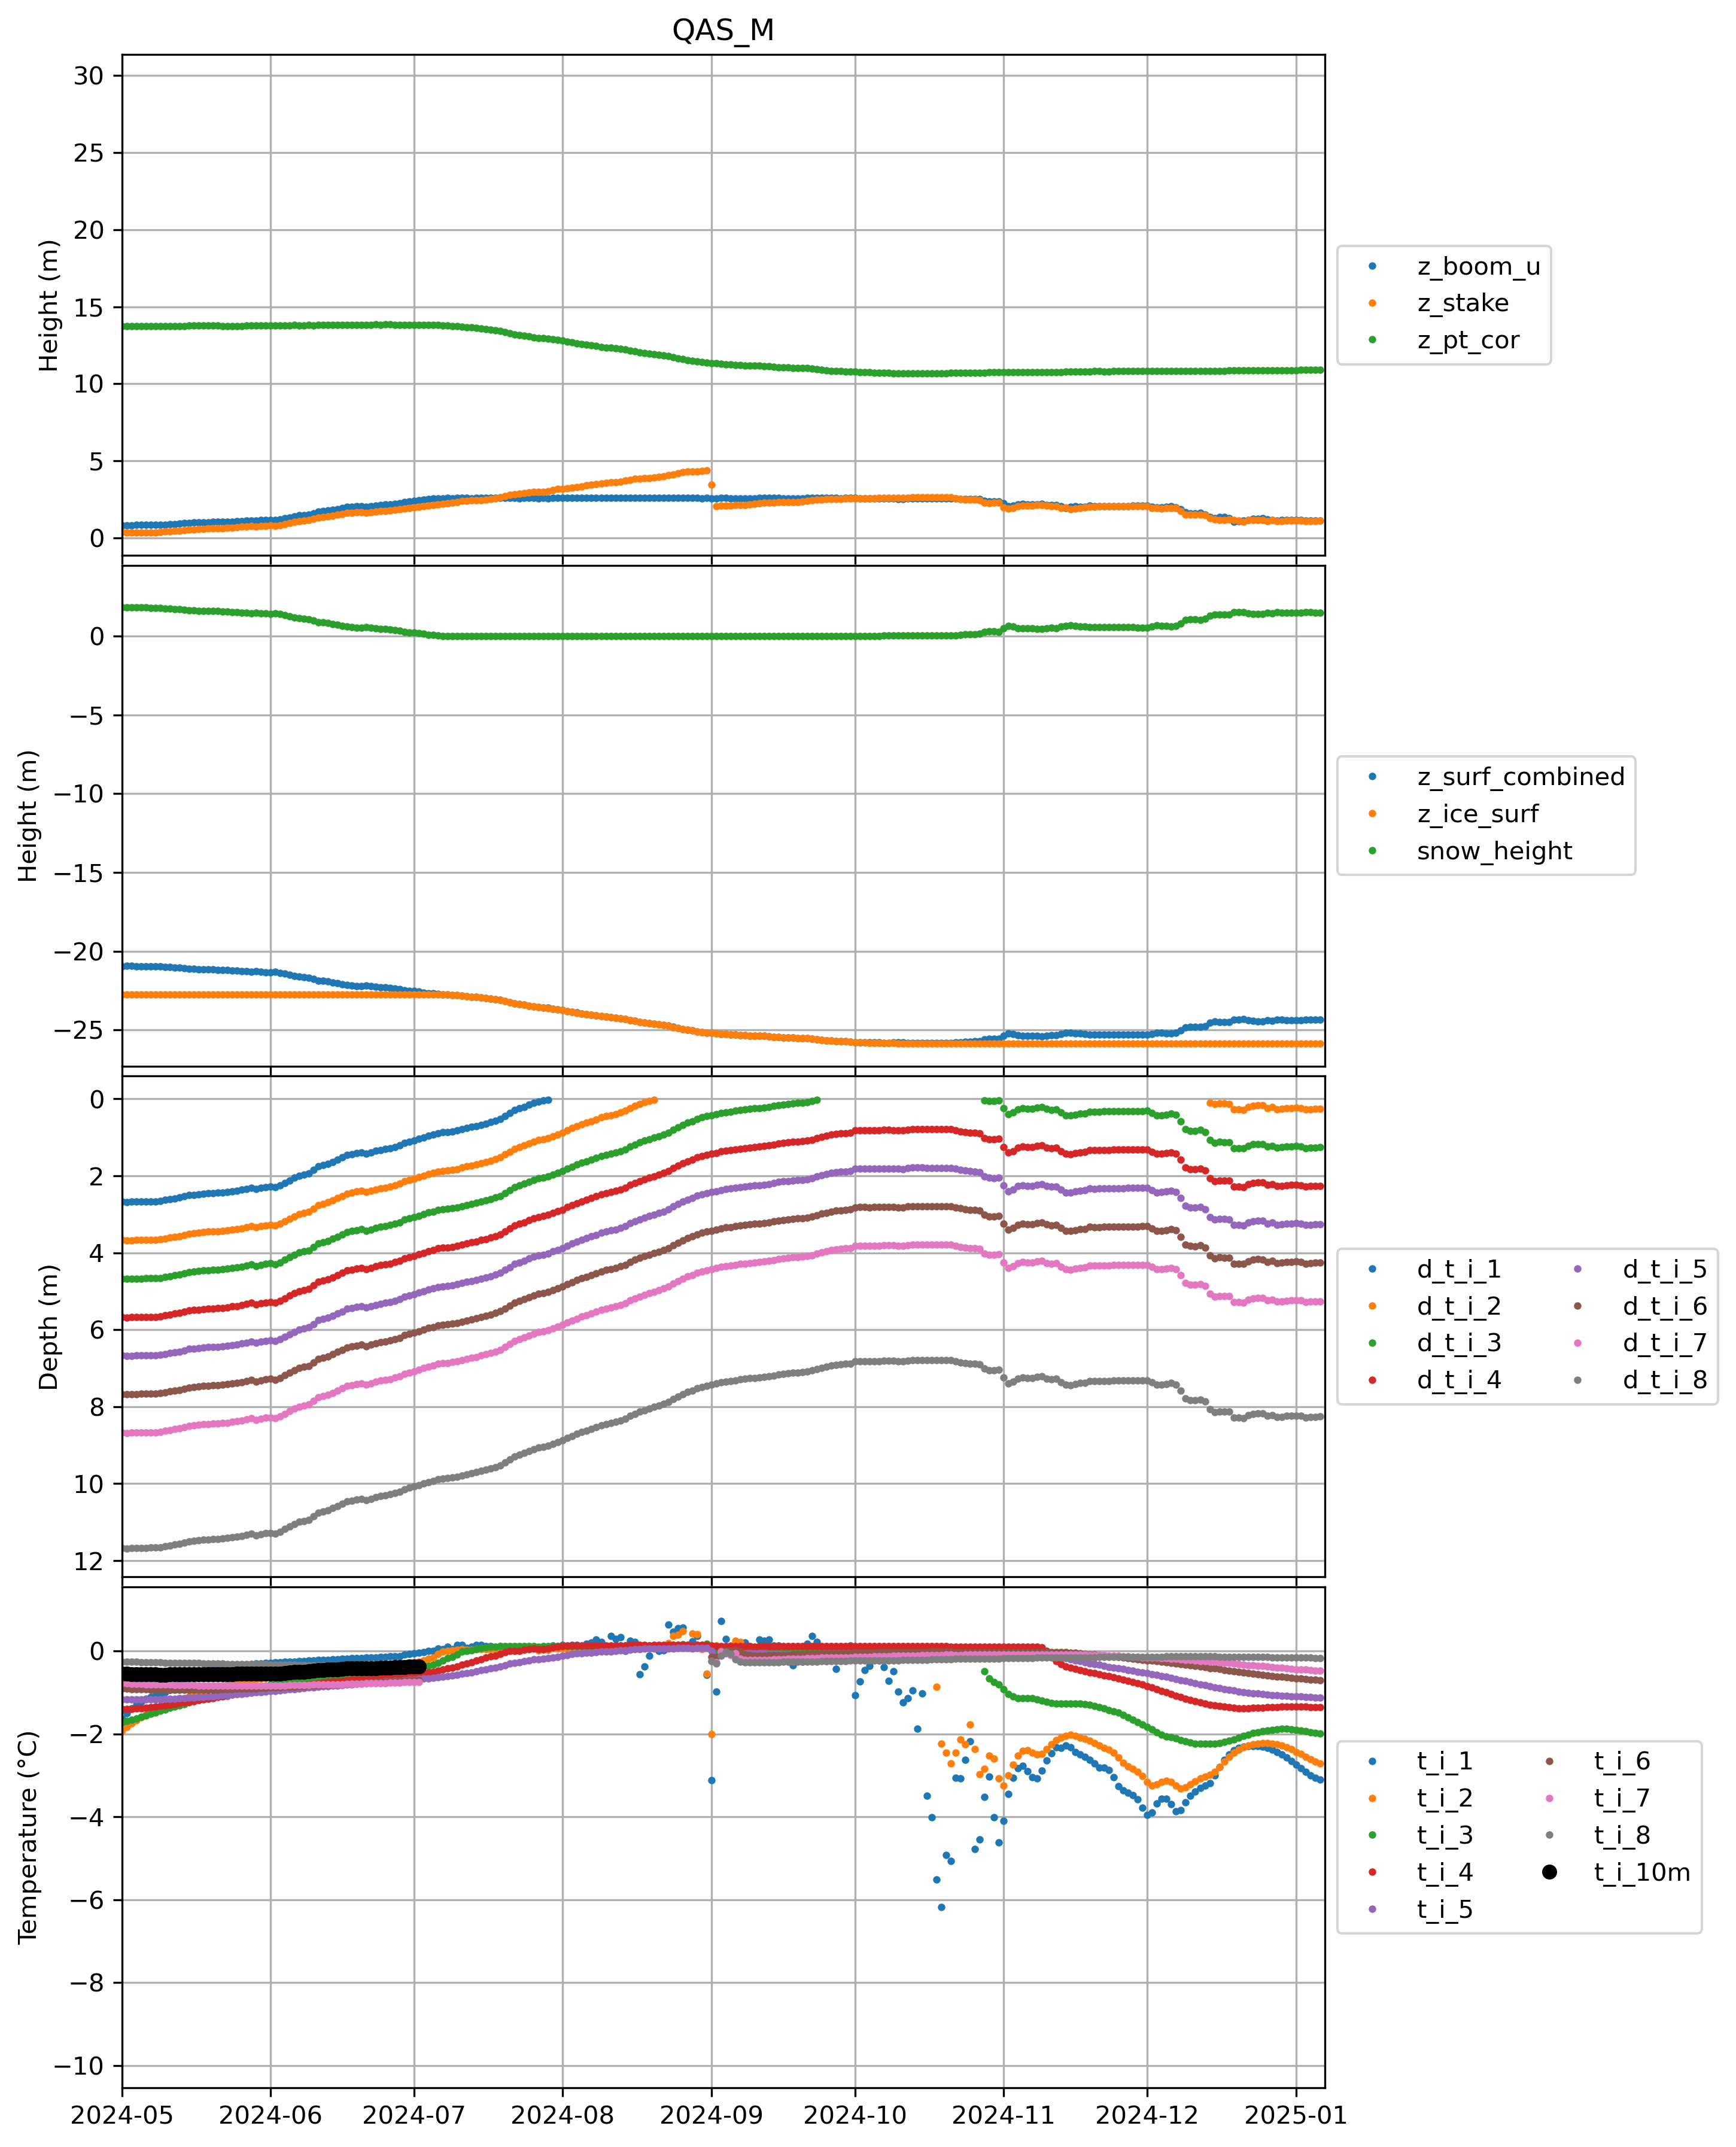 QAS_M
30
25
20
15
10
5
0
Height (m)
z_boom_u
z_stake
z_pt_cor
0
−5
−10
−15
−20
−25
Height (m)
z_surf_combined
z_ice_surf
snow_height
0
2
4
6
8
10
12
Depth (m)
d_t_i_1 d_t_i_5
d_t_i_2 d_t_i_6
d_t_i_3 d_t_i_7
d_t_i_4 d_t_i_8
0
−2
−4
−6
−8
−10
Temperature (°C)
t_i_1 t_i_6
t_i_2 t_i_7
t_i_3 t_i_8
t_i_4 t_i_10m
t_i_5
2024-05 2024-06 2024-07 2024-08 2024-09 2024-10 2024-11 2024-12 2025-01